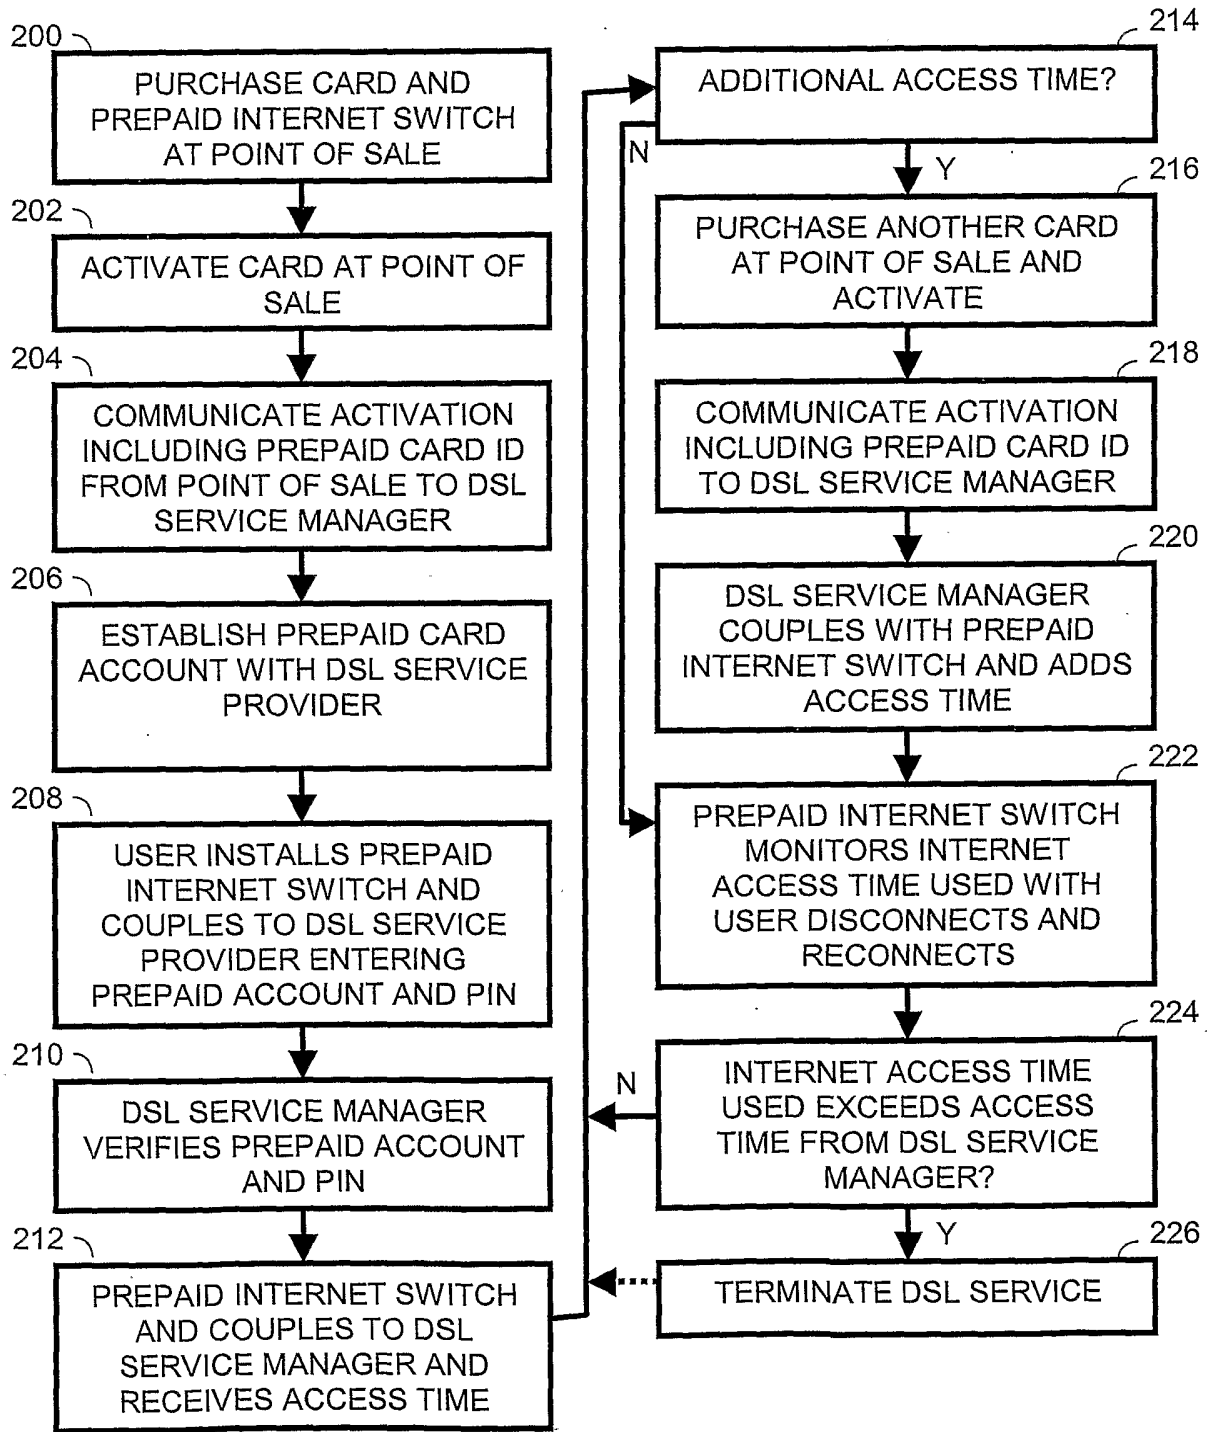 200
PURCHASE CARD AND
PREPAID INTERNET SWITCH
AT POINT OF SALE
202
ACTIVATE CARD AT POINT OF
SALE
204
COMMUNICATE ACTIVATION
INCLUDING PREPAID CARD ID
FROM POINT OF SALE TO DSL
SERVICE MANAGER
206
ESTABLISH PREPAID CARD
ACCOUNT WITH DSL SERVICE
PROVIDER
208
USER INSTALLS PREPAID
INTERNET SWITCH AND
COUPLES TO DSL SERVICE
PROVIDER ENTERING
PREPAID ACCOUNT AND PIN
210
DSL SERVICE MANAGER
VERIFIES PREPAID ACCOUNT
AND PIN
212
PREPAID INTERNET SWITCH
AND COUPLES TO DSL
SERVICE MANAGER AND
RECEIVES ACCESS TIME
214
ADDITIONAL ACCESS TIME?
N
Y
216
PURCHASE ANOTHER CARD
AT POINT OF SALE AND
ACTIVATE
218
COMMUNICATE ACTIVATION
INCLUDING PREPAID CARD ID
TO DSL SERVICE MANAGER
220
DSL SERVICE MANAGER
COUPLES WITH PREPAID
INTERNET SWITCH AND ADDS
ACCESS TIME
222
PREPAID INTERNET SWITCH
MONITORS INTERNET
ACCESS TIME USED WITH
USER DISCONNECTS AND
RECONNECTS
224
N
INTERNET ACCESS TIME
USED EXCEEDS ACCESS
TIME FROM DSL SERVICE
MANAGER?
Y
226
TERMINATE DSL SERVICE